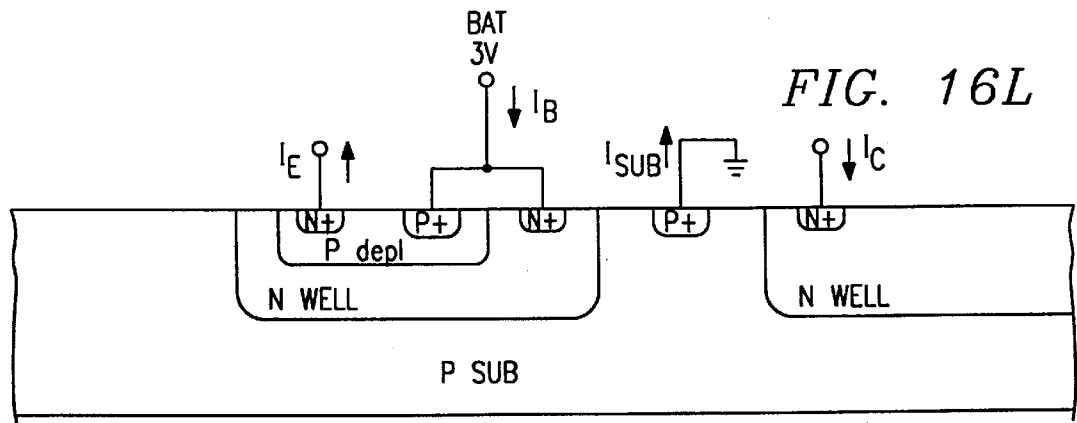 BAT
3V
I_B
FIG. 16L
I_E
I_SUB
I_C
N+
P+
N+
P+
N+
P depl
N WELL
N WELL
P SUB